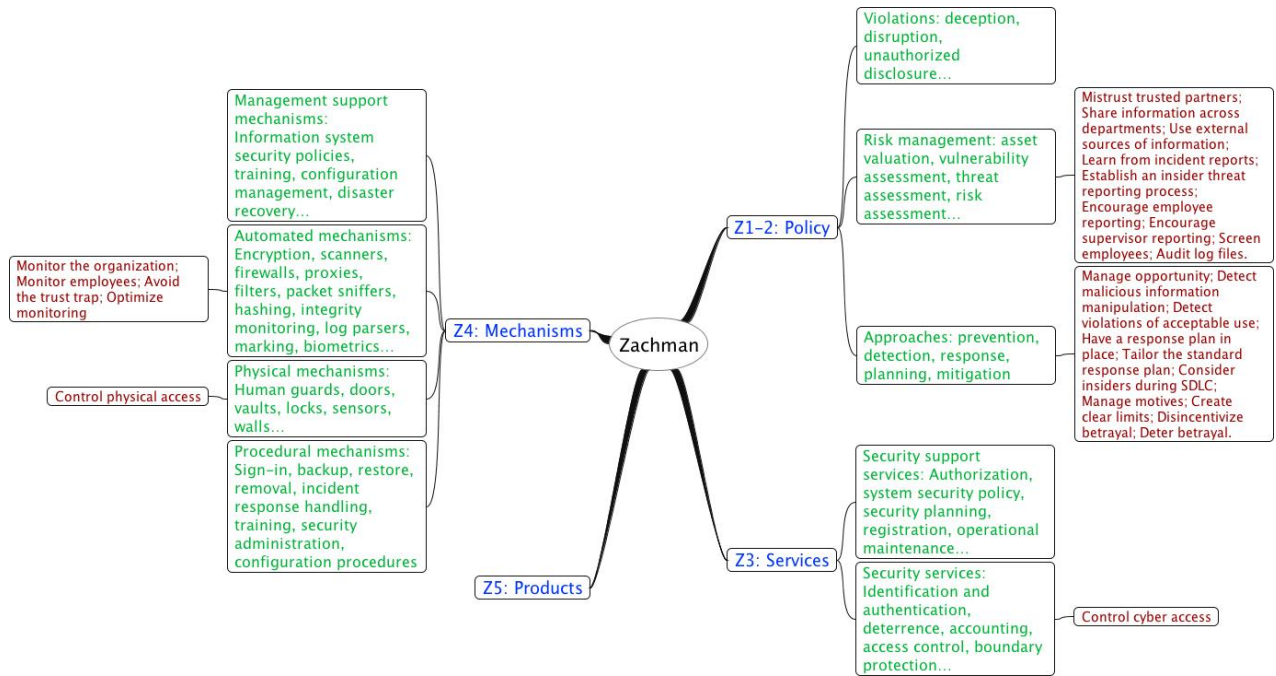 Management support
mechanisms:
Information system
security policies,
training, configuration
management, disaster
recovery…
Automated mechanisms:
Encryption, scanners,
firewalls, proxies,
filters, packet sniffers,
hashing, integrity
monitoring, log parsers,
marking, biometrics…
Monitor the organization;
Monitor employees; Avoid
the trust trap; Optimize
monitoring
Physical mechanisms:
Human guards, doors,
vaults, locks, sensors,
walls…
Control physical access
Procedural mechanisms:
Sign-in, backup, restore,
removal, incident
response handling,
training, security
administration,
configuration procedures
Z4: Mechanisms
Zachman
Z5: Products
Z1-2: Policy
Violations: deception,
disruption,
unauthorized
disclosure…
Risk management: asset
valuation, vulnerability
assessment, threat
assessment, risk
assessment…
Mistrust trusted partners;
Share information across
departments; Use external
sources of information;
Learn from incident reports;
Establish an insider threat
reporting process;
Encourage employee
reporting; Encourage
supervisor reporting; Screen
employees; Audit log files.
Approaches: prevention,
detection, response,
planning, mitigation
Manage opportunity; Detect
malicious information
manipulation; Detect
violations of acceptable use;
Have a response plan in
place; Tailor the standard
response plan; Consider
insiders during SDLC;
Manage motives; Create
clear limits; Disincentivize
betrayal; Deter betrayal.
Z3: Services
Security support
services: Authorization,
system security policy,
security planning,
registration, operational
maintenance…
Security services:
Identification and
authentication,
deterrence, accounting,
access control, boundary
protection…
Control cyber access